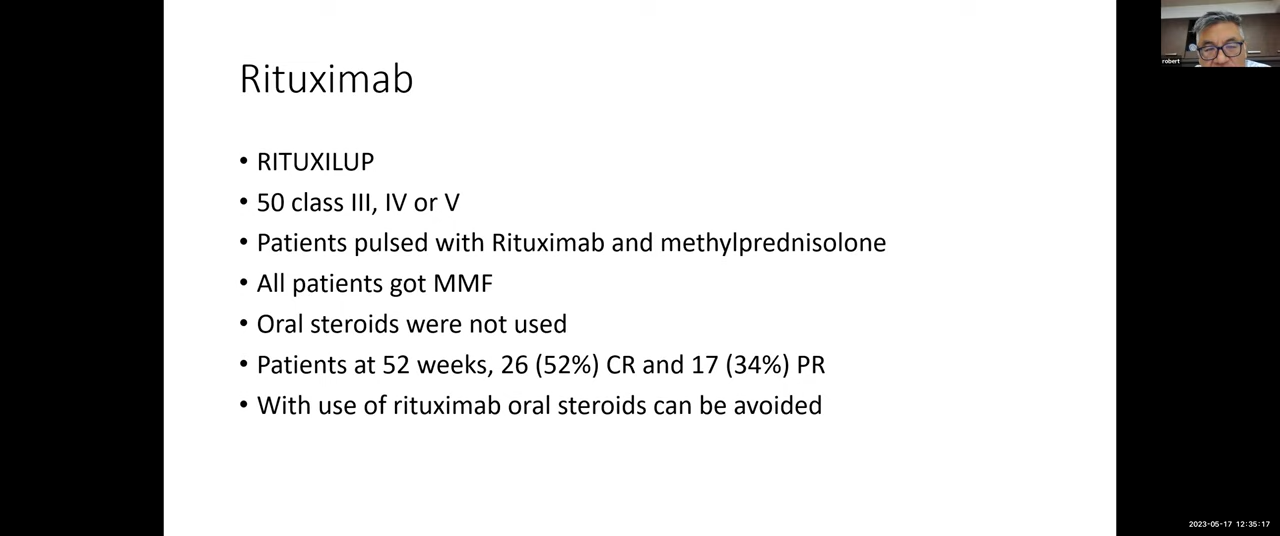 Rituximab
• RITUXILUP
• 50 class III, IV or V
• Patients pulsed with Rituximab and methylprednisolone
• All patients got MMF
• Oral steroids were not used
• Patients at 52 weeks, 26 (52%) CR and 17 (34%) PR
• With use of rituximab oral steroids can be avoided
robert
2023-05-17 12:35:17